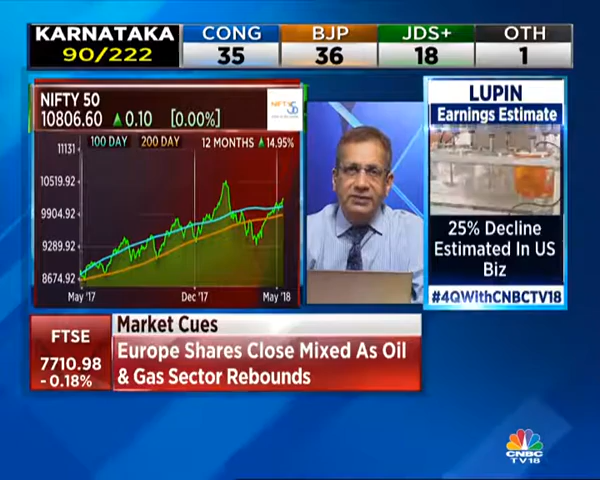 KARNATAKA
90/222
CONG
35
BJP
36
JDS+
18
OTH
1
NIFTY 50
10806.60 ▲ 0.10 [0.00%]
100 DAY 200 DAY 12 MONTHS ▲ 14.95%
11131
10519.92
9904.92
9289.92
8674.92
May '17 Dec '17 May '18
LUPIN
Earnings Estimate
25% Decline
Estimated In US
Biz
#4QWithCNBCTV18
FTSE
7710.98
- 0.18%
Market Cues
Europe Shares Close Mixed As Oil
& Gas Sector Rebounds
CNBC
TV18